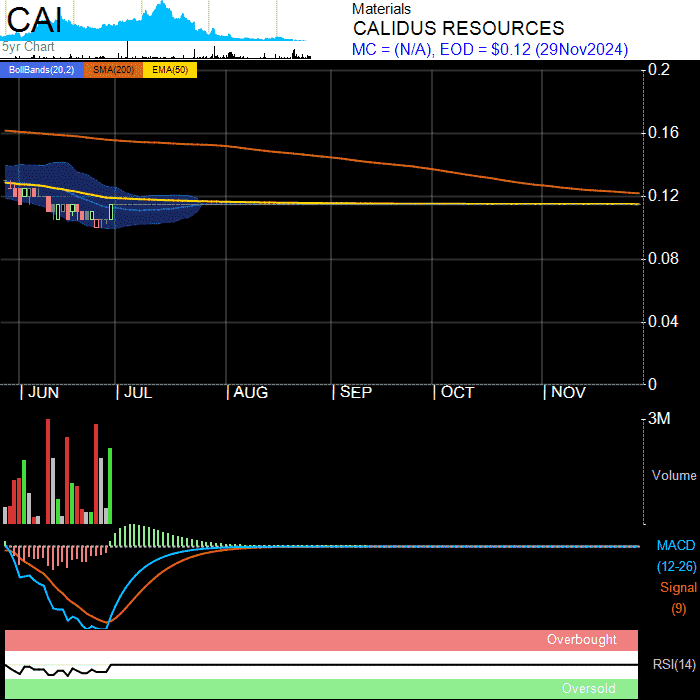 CAI
5yr Chart
Materials
CALIDUS RESOURCES
MC = (N/A), EOD = $0.12 (29Nov2024)
BollBands(20,2) SMA(200) EMA(50)
0.2
0.16
0.12
0.08
0.04
0
JUN JUL AUG SEP OCT NOV
3M
Volume
MACD
(12-26)
Signal
(9)
Overbought
RSI(14)
Oversold